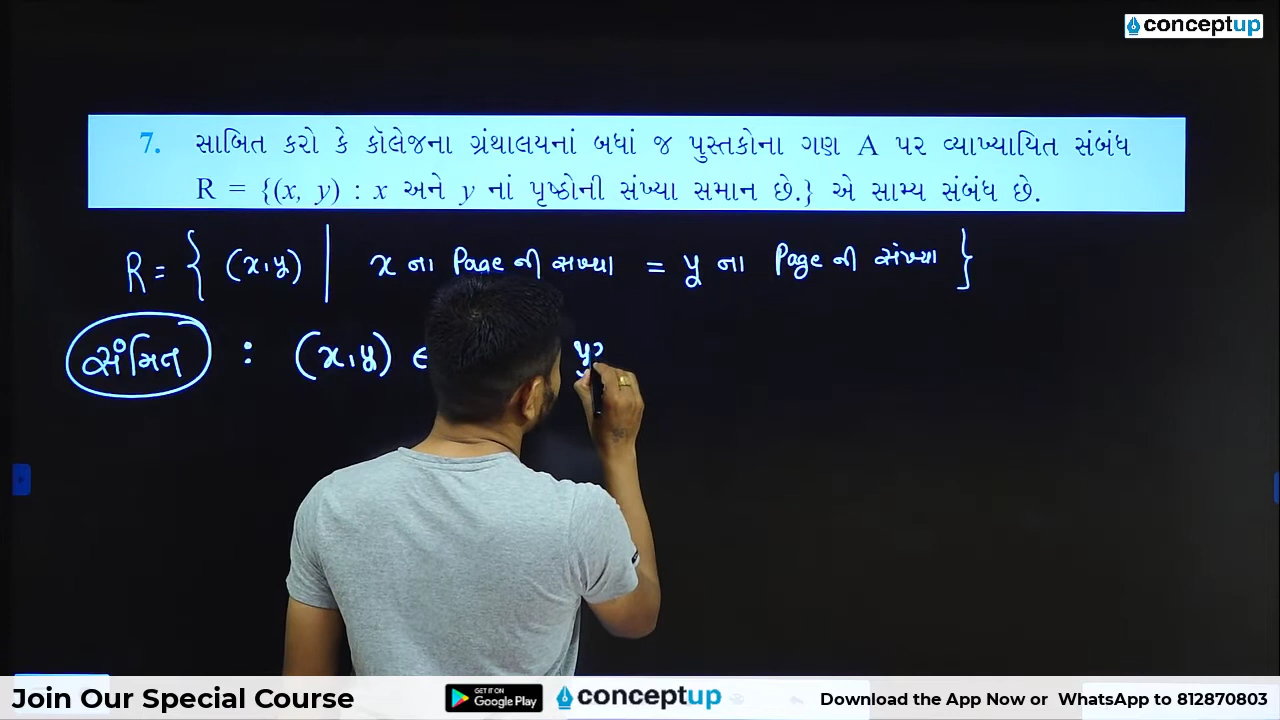 conceptup
7. સાબિત કરો કે કૉલેજના ગ્રંથાલયનાં બધાં જ પુસ્તકોના ગણ A પર વ્યાખ્યાયિત સંબંધ
R = {(x, y) : x અને y નાં પૃષ્ઠોની સંખ્યા સમાન છે.} એ સામ્ય સંબંધ છે.
R = { (x, y) | x ના Page ની સંખ્યા = y ના Page ની સંખ્યા }
સંમિત : (x, y) ∈
Join Our Special Course GET IT ON Google Play conceptup Download the App Now or WhatsApp to 812870803